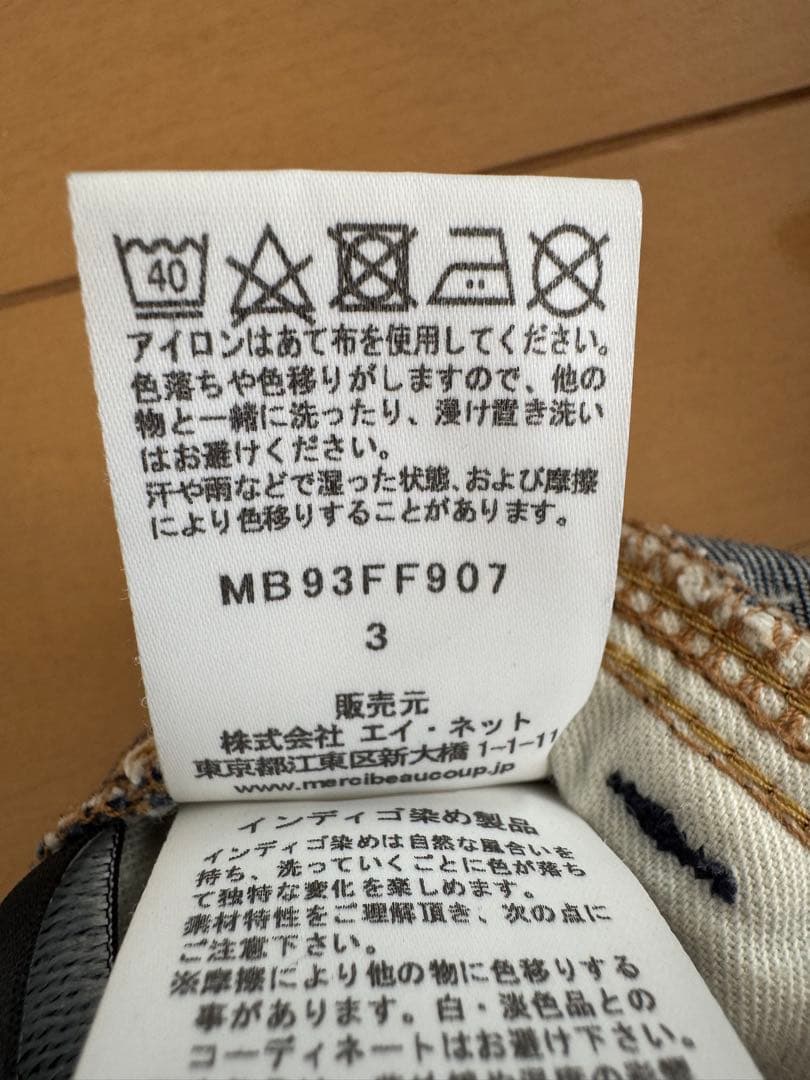 40
アイロンはあて布を使用してください。
色落ちや色移りがしますので、他の
物と一緒に洗ったり、浸け置き洗い
はお避けください。
汗や雨などで湿った状態、および摩擦
により色移りすることがあります。
MB93FF907
3
販売元
株式会社 エイ・ネット
東京都江東区新大橋1-1-11
www.mercibeaucoup.jp
インディゴ染め製品
インディゴ染めは自然な風合いを
持ち、洗っていくごとに色が落ち
て独特な変化を楽しめます。
素材特性をご理解頂き、次の点に
ご注意下さい。
※摩擦により他の物に色移りする
事があります。白・淡色品との
コーディネートはお避け下さい。